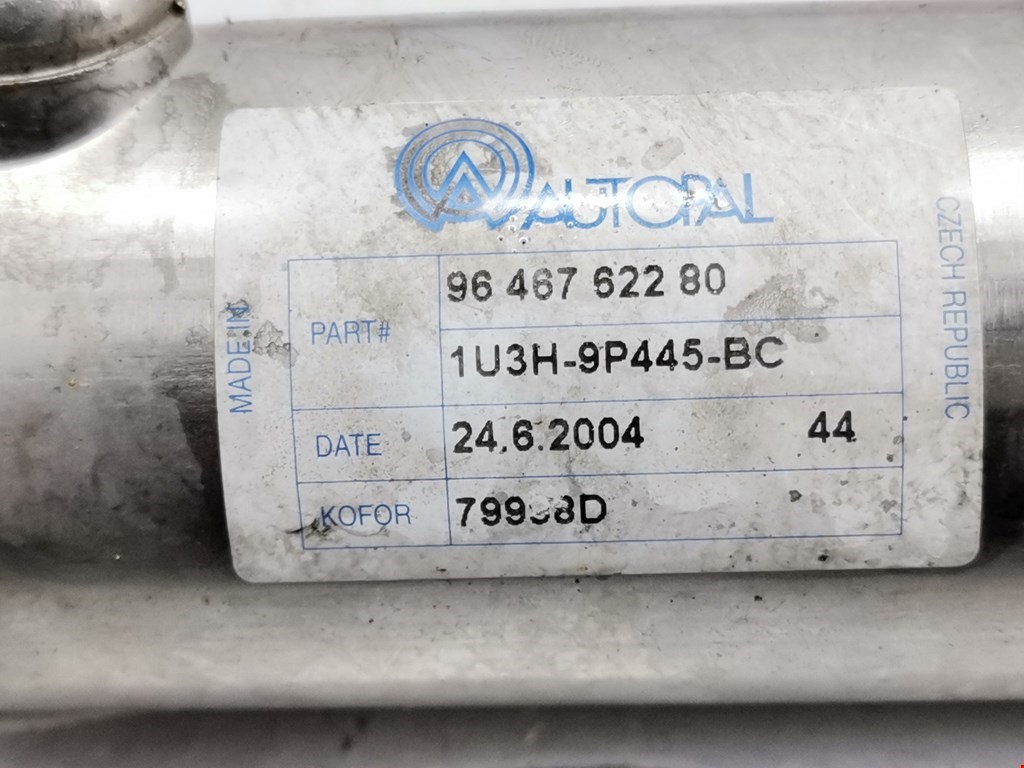 AUTOPAL
MADE IN
CZECH REPUBLIC
PART#
96 467 622 80
1U3H-9P445-BC
DATE
24.6.2004 44
KOFOR